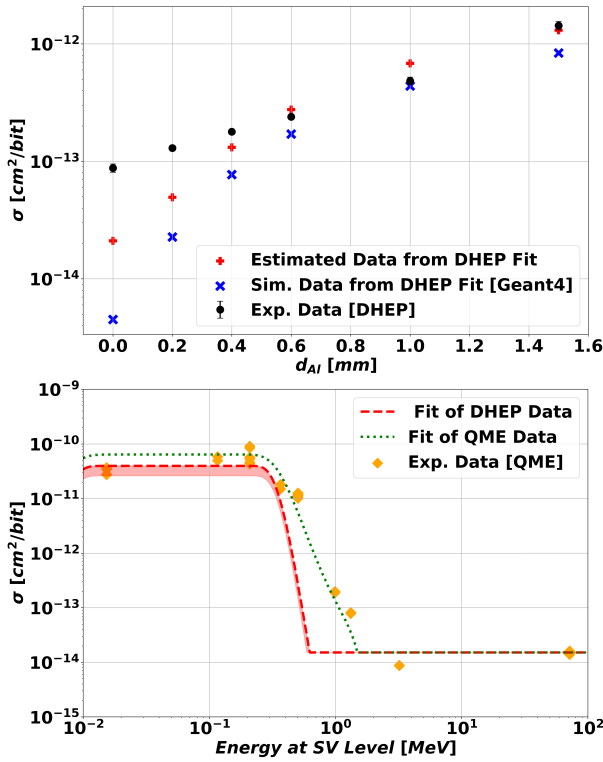 10⁻¹²
10⁻¹³
10⁻¹⁴
σ [cm²/bit]
Estimated Data from DHEP Fit
Sim. Data from DHEP Fit [Geant4]
Exp. Data [DHEP]
0.0 0.2 0.4 0.6 0.8 1.0 1.2 1.4 1.6
d_Al [mm]
10⁻⁹
10⁻¹⁰
10⁻¹¹
10⁻¹²
10⁻¹³
10⁻¹⁴
10⁻¹⁵
σ [cm²/bit]
Fit of DHEP Data
Fit of QME Data
Exp. Data [QME]
10⁻² 10⁻¹ 10⁰ 10¹ 10²
Energy at SV Level [MeV]